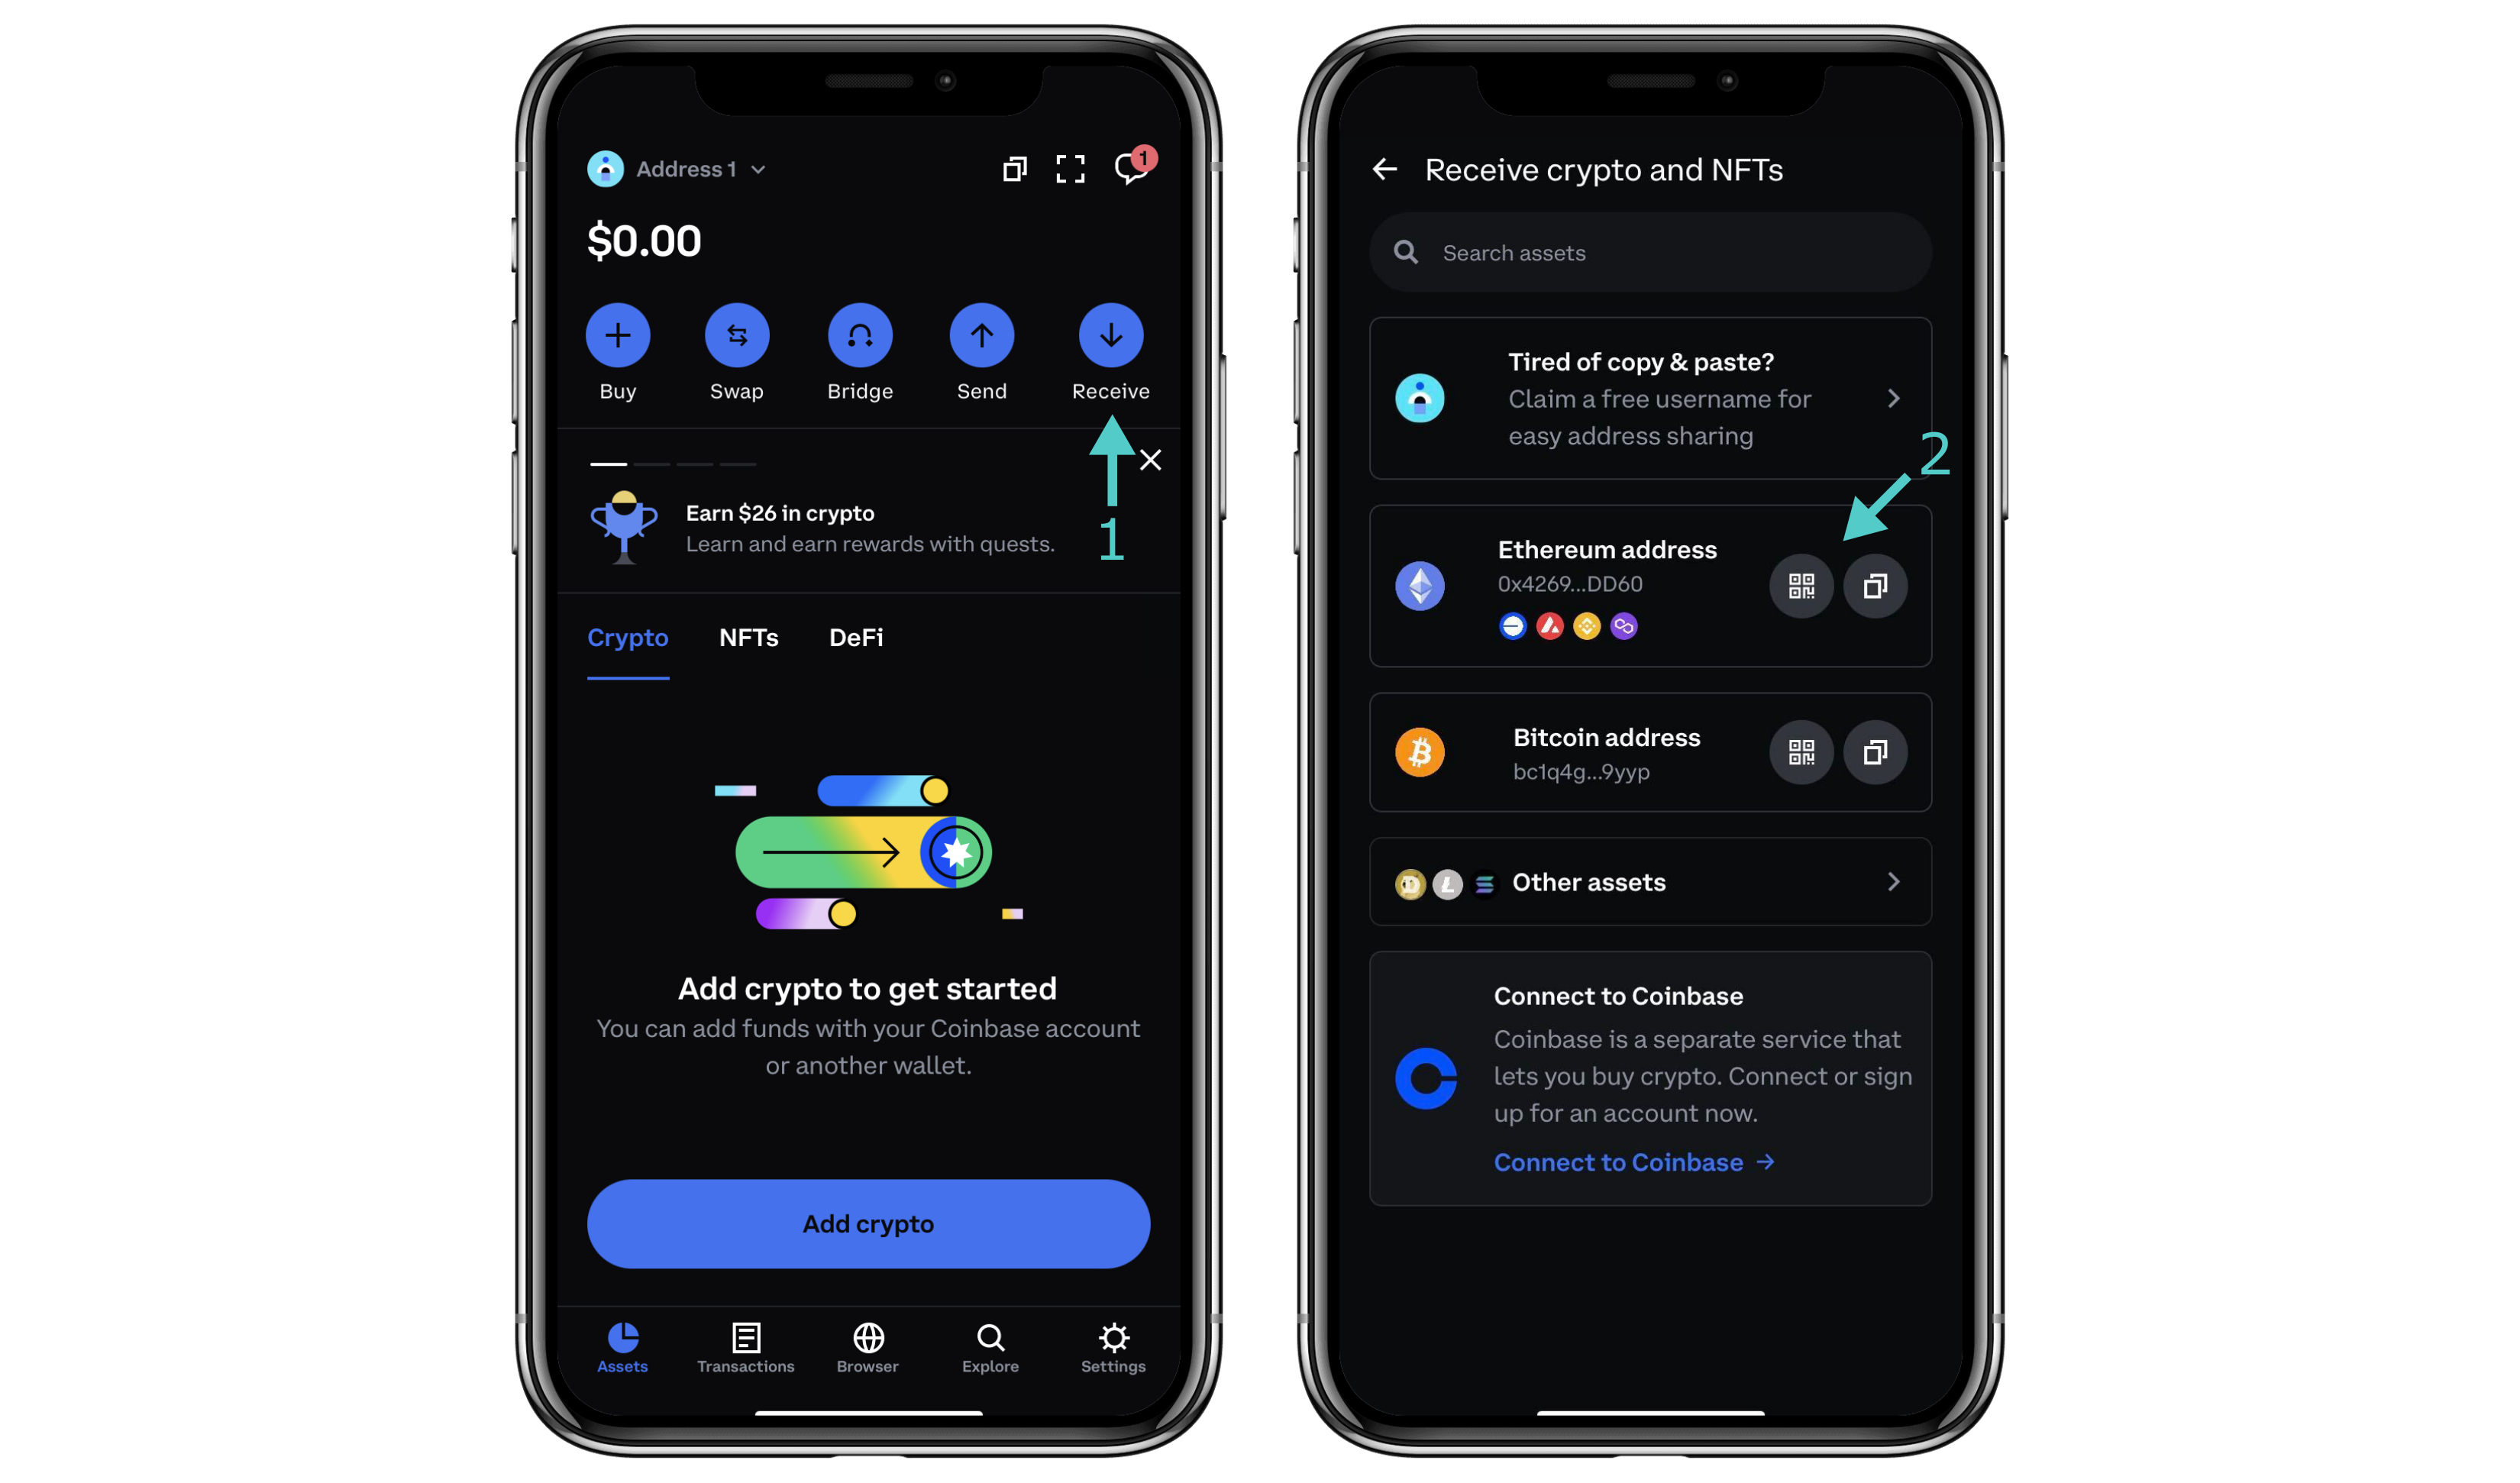 Address 1
1
$0.00
Buy
Swap
Bridge
Send
Receive
Earn $26 in crypto
Learn and earn rewards with quests.
1
Crypto
NFTs
DeFi
Add crypto to get started
You can add funds with your Coinbase account
or another wallet.
Add crypto
Assets
Transactions
Browser
Explore
Settings
Receive crypto and NFTs
Search assets
Tired of copy & paste?
Claim a free username for
easy address sharing
2
Ethereum address
0x4269...DD60
Bitcoin address
bc1q4g...9yyp
Other assets
Connect to Coinbase
Coinbase is a separate service that
lets you buy crypto. Connect or sign
up for an account now.
Connect to Coinbase